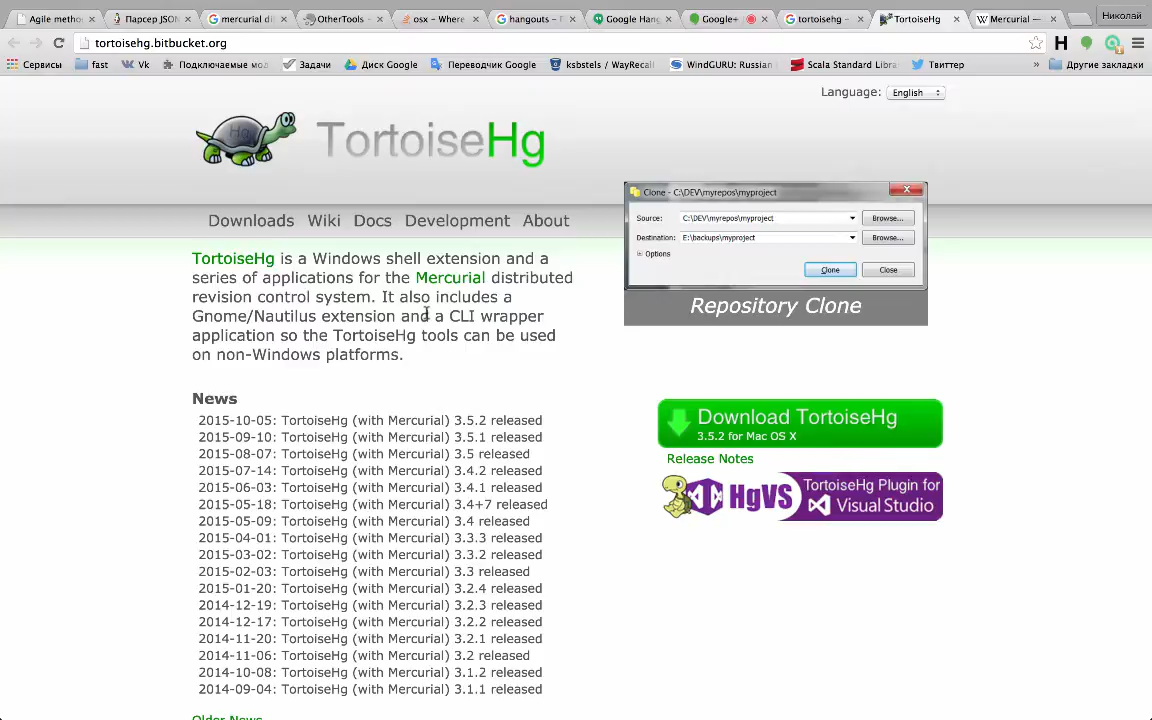 Agile metho
Парсер JSON
mercurial di
OtherTools -
osx - Where
hangouts - П
Google Han
Google+
tortoisehg -
TortoiseHg
Mercurial —
Николай
tortoisehg.bitbucket.org
Сервисы
fast
Vk
Подключаемые мод
Задачи
Диск Google
Переводчик Google
ksbstels / WayRecall
WindGURU: Russian
Scala Standard Libra
Твиттер
»
Другие закладки
Language: English
Hg
TortoiseHg
Downloads Wiki Docs Development About
Clone - C:\DEV\myrepos\myproject
Source: C:\DEV\myrepos\myproject Browse...
Destination: E:\backups\myproject Browse...
Options
Clone Close
Repository Clone
TortoiseHg is a Windows shell extension and a
series of applications for the Mercurial distributed
revision control system. It also includes a
Gnome/Nautilus extension and a CLI wrapper
application so the TortoiseHg tools can be used
on non-Windows platforms.
News
2015-10-05: TortoiseHg (with Mercurial) 3.5.2 released
2015-09-10: TortoiseHg (with Mercurial) 3.5.1 released
2015-08-07: TortoiseHg (with Mercurial) 3.5 released
2015-07-14: TortoiseHg (with Mercurial) 3.4.2 released
2015-06-03: TortoiseHg (with Mercurial) 3.4.1 released
2015-05-18: TortoiseHg (with Mercurial) 3.4+7 released
2015-05-09: TortoiseHg (with Mercurial) 3.4 released
2015-04-01: TortoiseHg (with Mercurial) 3.3.3 released
2015-03-02: TortoiseHg (with Mercurial) 3.3.2 released
2015-02-03: TortoiseHg (with Mercurial) 3.3 released
2015-01-20: TortoiseHg (with Mercurial) 3.2.4 released
2014-12-19: TortoiseHg (with Mercurial) 3.2.3 released
2014-12-17: TortoiseHg (with Mercurial) 3.2.2 released
2014-11-20: TortoiseHg (with Mercurial) 3.2.1 released
2014-11-06: TortoiseHg (with Mercurial) 3.2 released
2014-10-08: TortoiseHg (with Mercurial) 3.1.2 released
2014-09-04: TortoiseHg (with Mercurial) 3.1.1 released
Older News
Download TortoiseHg
3.5.2 for Mac OS X
Release Notes
HgVS
TortoiseHg Plugin for
Visual Studio